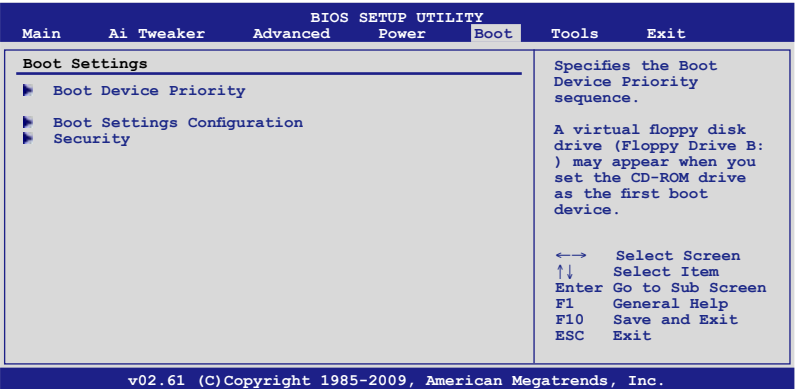 BIOS SETUP UTILITY
Main Ai Tweaker Advanced Power Boot Tools Exit
Boot Settings
Boot Device Priority
Boot Settings Configuration
Security
Specifies the Boot
Device Priority
sequence.
A virtual floppy disk
drive (Floppy Drive B:
) may appear when you
set the CD-ROM drive
as the first boot
device.
←→ Select Screen
↑↓ Select Item
Enter Go to Sub Screen
F1 General Help
F10 Save and Exit
ESC Exit
v02.61 (C)Copyright 1985-2009, American Megatrends, Inc.